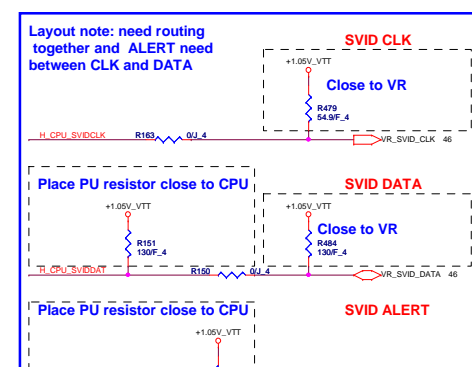 Layout note: need routing
together and ALERT need
between CLK and DATA
SVID CLK
+1.05V_VTT
Close to VR
R479
54.9/F_4
H_CPU_SVIDCLK
R163
0/J_4
VR_SVID_CLK 46
Place PU resistor close to CPU
SVID DATA
+1.05V_VTT
+1.05V_VTT
Close to VR
R151
130/F_4
R484
130/F_4
H_CPU_SVIDDAT
R150
0/J_4
VR_SVID_DATA 46
Place PU resistor close to CPU
SVID ALERT
+1.05V_VTT